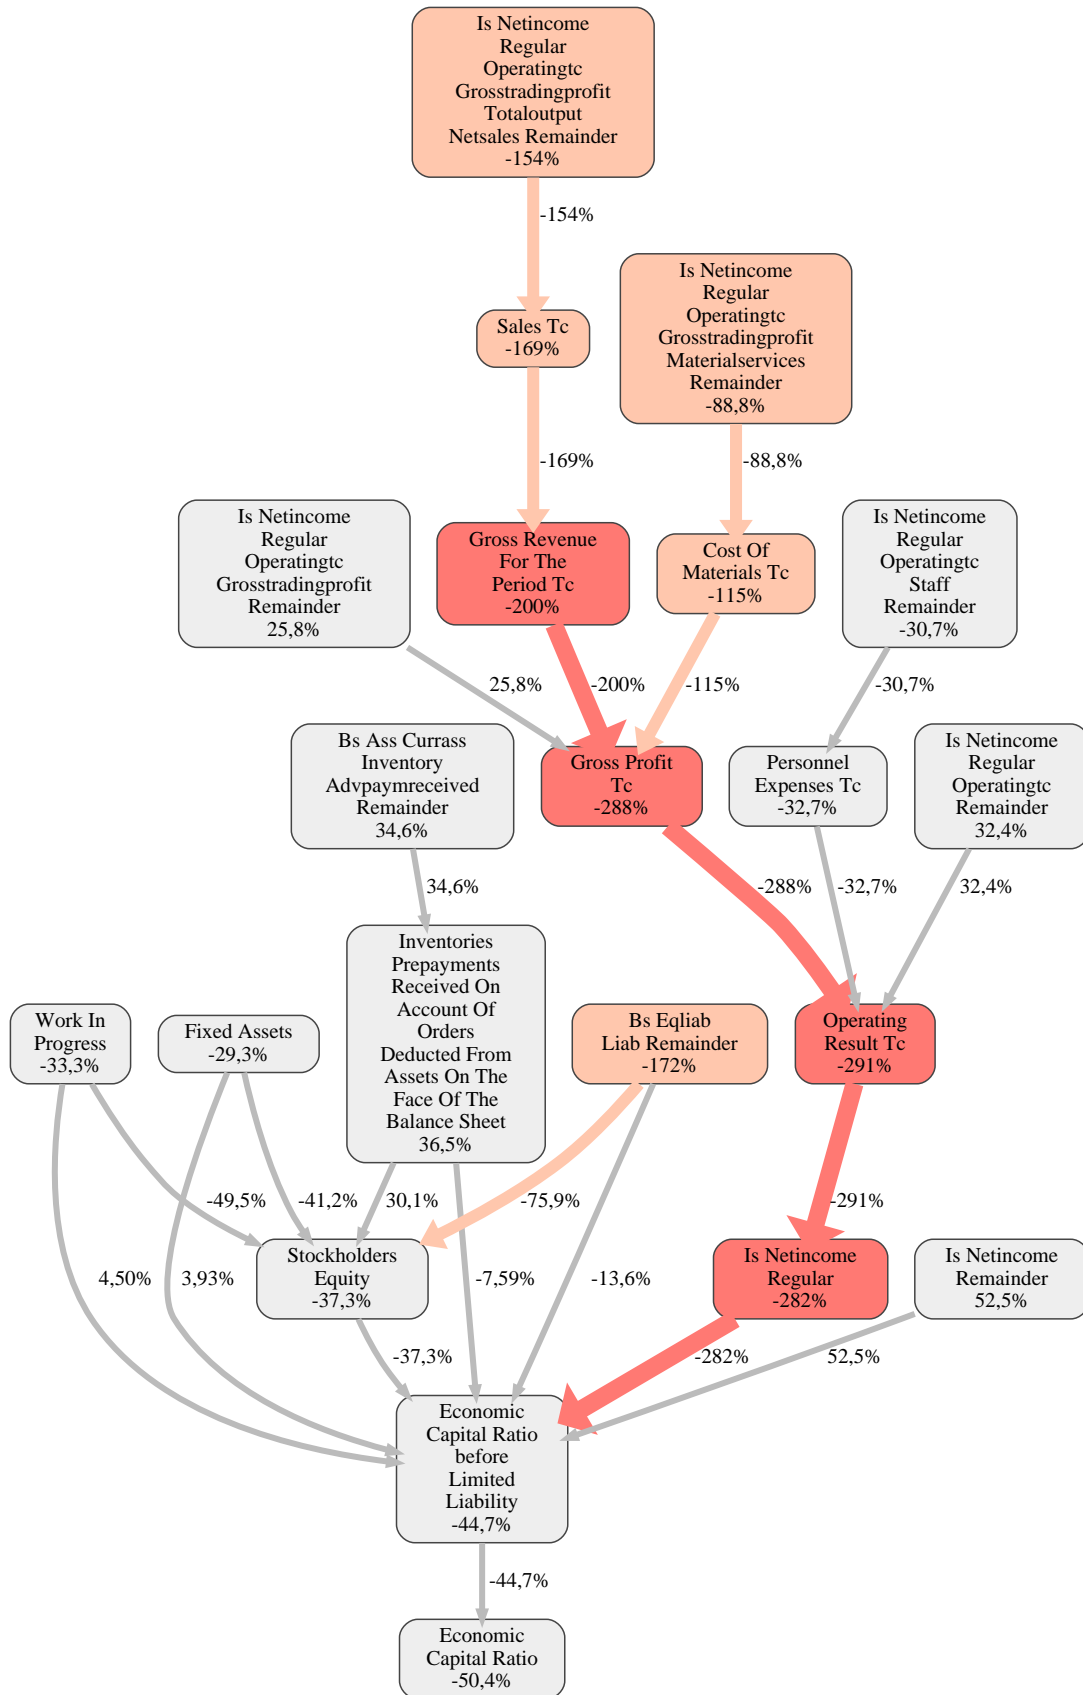 Is Netincome
Regular
Operatingtc
Grosstradingprofit
Totaloutput
Netsales Remainder
-154%
-154%
Is Netincome
Regular
Operatingtc
Grosstradingprofit
Materialservices
Remainder
-88,8%
Sales Tc
-169%
-169%
-88,8%
Is Netincome
Regular
Operatingtc
Grosstradingprofit
Remainder
25,8%
Gross Revenue
For The
Period Tc
-200%
Cost Of
Materials Tc
-115%
Is Netincome
Regular
Operatingtc
Staff
Remainder
-30,7%
25,8%
-200%
-115%
-30,7%
Bs Ass Currass
Inventory
Advpaymreceived
Remainder
34,6%
Gross Profit
Tc
-288%
Personnel
Expenses Tc
-32,7%
Is Netincome
Regular
Operatingtc
Remainder
32,4%
34,6%
-288%
-32,7%
32,4%
Work In
Progress
-33,3%
Fixed Assets
-29,3%
Inventories
Prepayments
Received On
Account Of
Orders
Deducted From
Assets On The
Face Of The
Balance Sheet
36,5%
Bs Eqliab
Liab Remainder
-172%
Operating
Result Tc
-291%
-49,5%
-41,2%
30,1%
-75,9%
-291%
4,50%
3,93%
Stockholders
Equity
-37,3%
-7,59%
-13,6%
Is Netincome
Regular
-282%
Is Netincome
Remainder
52,5%
-37,3%
-282%
52,5%
Economic
Capital Ratio
before
Limited
Liability
-44,7%
-44,7%
Economic
Capital Ratio
-50,4%